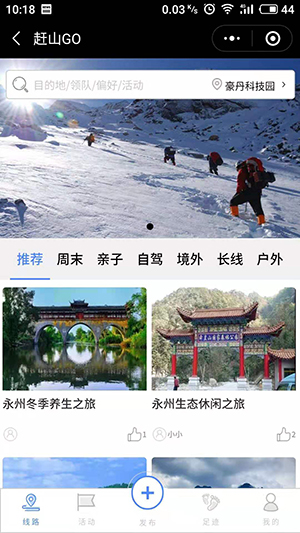 10:18
0.03 K/s
44
赶山GO
目的地/领队/偏好/活动
豪丹科技园
推荐 周末 亲子 自驾 境外 长线 户外
永州冬季养生之旅
永州生态休闲之旅
1
小小
1
线路 活动 发布 足迹 我的